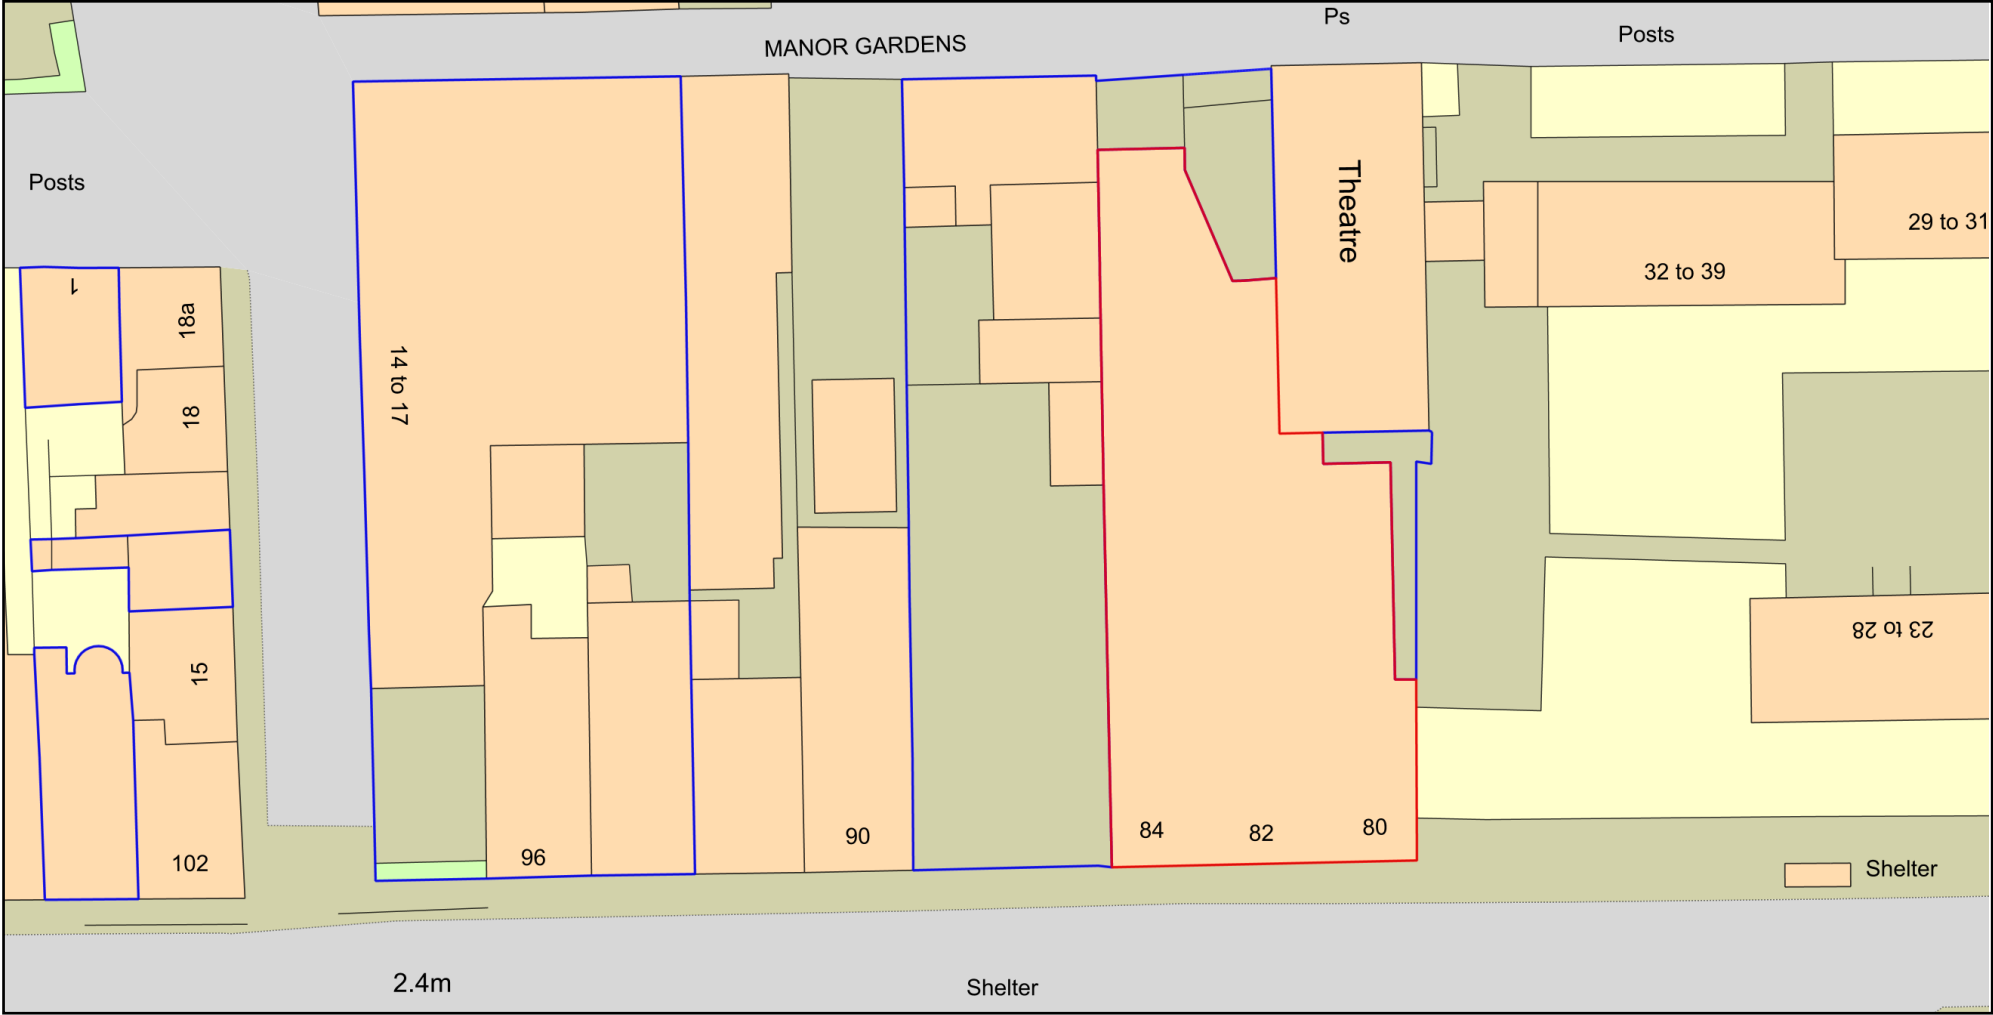 Ps
Posts
MANOR GARDENS
Posts
Theatre
29 to 31
32 to 39
1
18a
14 to 17
18
23 to 28
15
84
82
80
90
96
102
Shelter
2.4m
Shelter